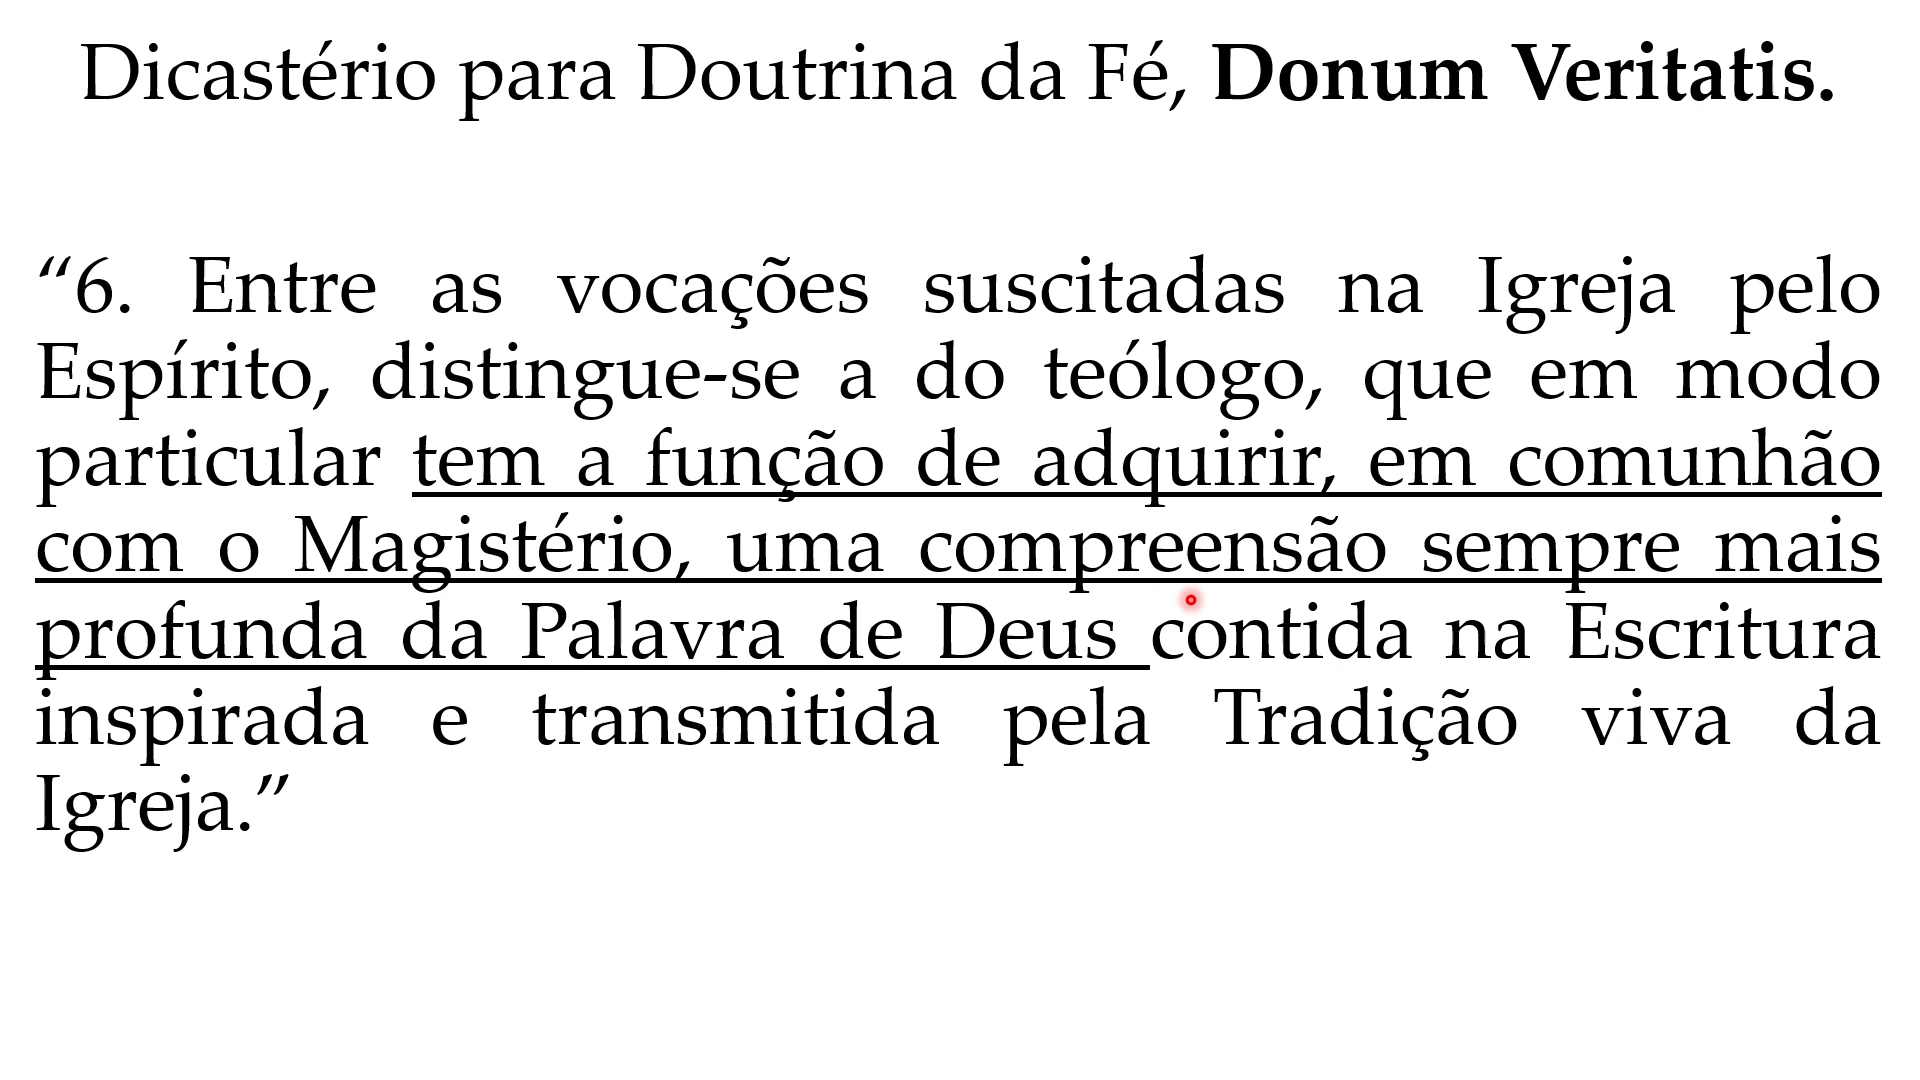 Dicastério para Doutrina da Fé, Donum Veritatis.
“6. Entre as vocações suscitadas na Igreja pelo
Espírito, distingue-se a do teólogo, que em modo
particular tem a função de adquirir, em comunhão
com o Magistério, uma compreensão sempre mais
profunda da Palavra de Deus contida na Escritura
inspirada e transmitida pela Tradição viva da
Igreja.”